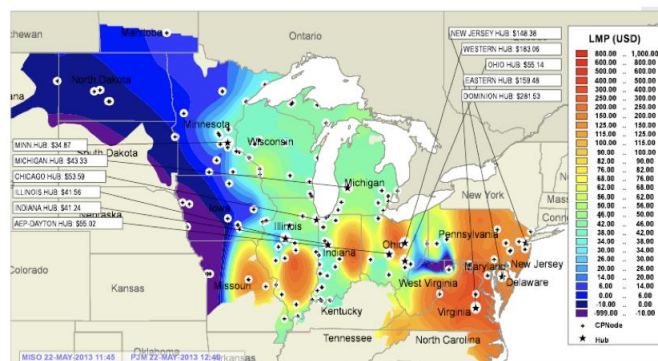 chewan
Manitoba
Ontario
NEW JERSEY HUB: $148.38
WESTERN HUB: $183.06
OHIO HUB: $55.14
EASTERN HUB: $159.48
DOMINION HUB: $281.53
LMP (USD)
800.00 .. 1,000.00
600.00 .. 800.00
500.00 .. 600.00
400.00 .. 500.00
300.00 .. 400.00
250.00 .. 300.00
200.00 .. 250.00
150.00 .. 200.00
125.00 .. 150.00
115.00 .. 125.00
100.00 .. 115.00
90.00 .. 100.00
82.00 .. 90.00
76.00 .. 82.00
68.00 .. 76.00
62.00 .. 68.00
56.00 .. 62.00
50.00 .. 56.00
46.00 .. 50.00
42.00 .. 46.00
38.00 .. 42.00
34.00 .. 38.00
30.00 .. 34.00
26.00 .. 30.00
20.00 .. 26.00
14.00 .. 20.00
6.00 .. 14.00
0.00 .. 6.00
-10.00 .. 0.00
-999.00 .. -10.00
CPNode
Hub
North Dakota
ana
Minnesota
Wisconsin
MINN HUB: $34.87
MICHIGAN HUB: $43.33
CHICAGO HUB: $53.59
ILLINOIS HUB: $41.56
INDIANA HUB: $41.24
AEP-DAYTON HUB: $55.02
South Dakota
Michigan
New York
Mass
Conn
Iowa
Nebraska
Illinois
Indiana
Ohio
Pennsylvania
Maryland
New Jersey
Delaware
Colorado
Kansas
Missouri
West Virginia
Virginia
Kentucky
Tennessee
North Carolina
Oklahoma
MISO 22-MAY-2013 11:45
PJM 22-MAY-2013